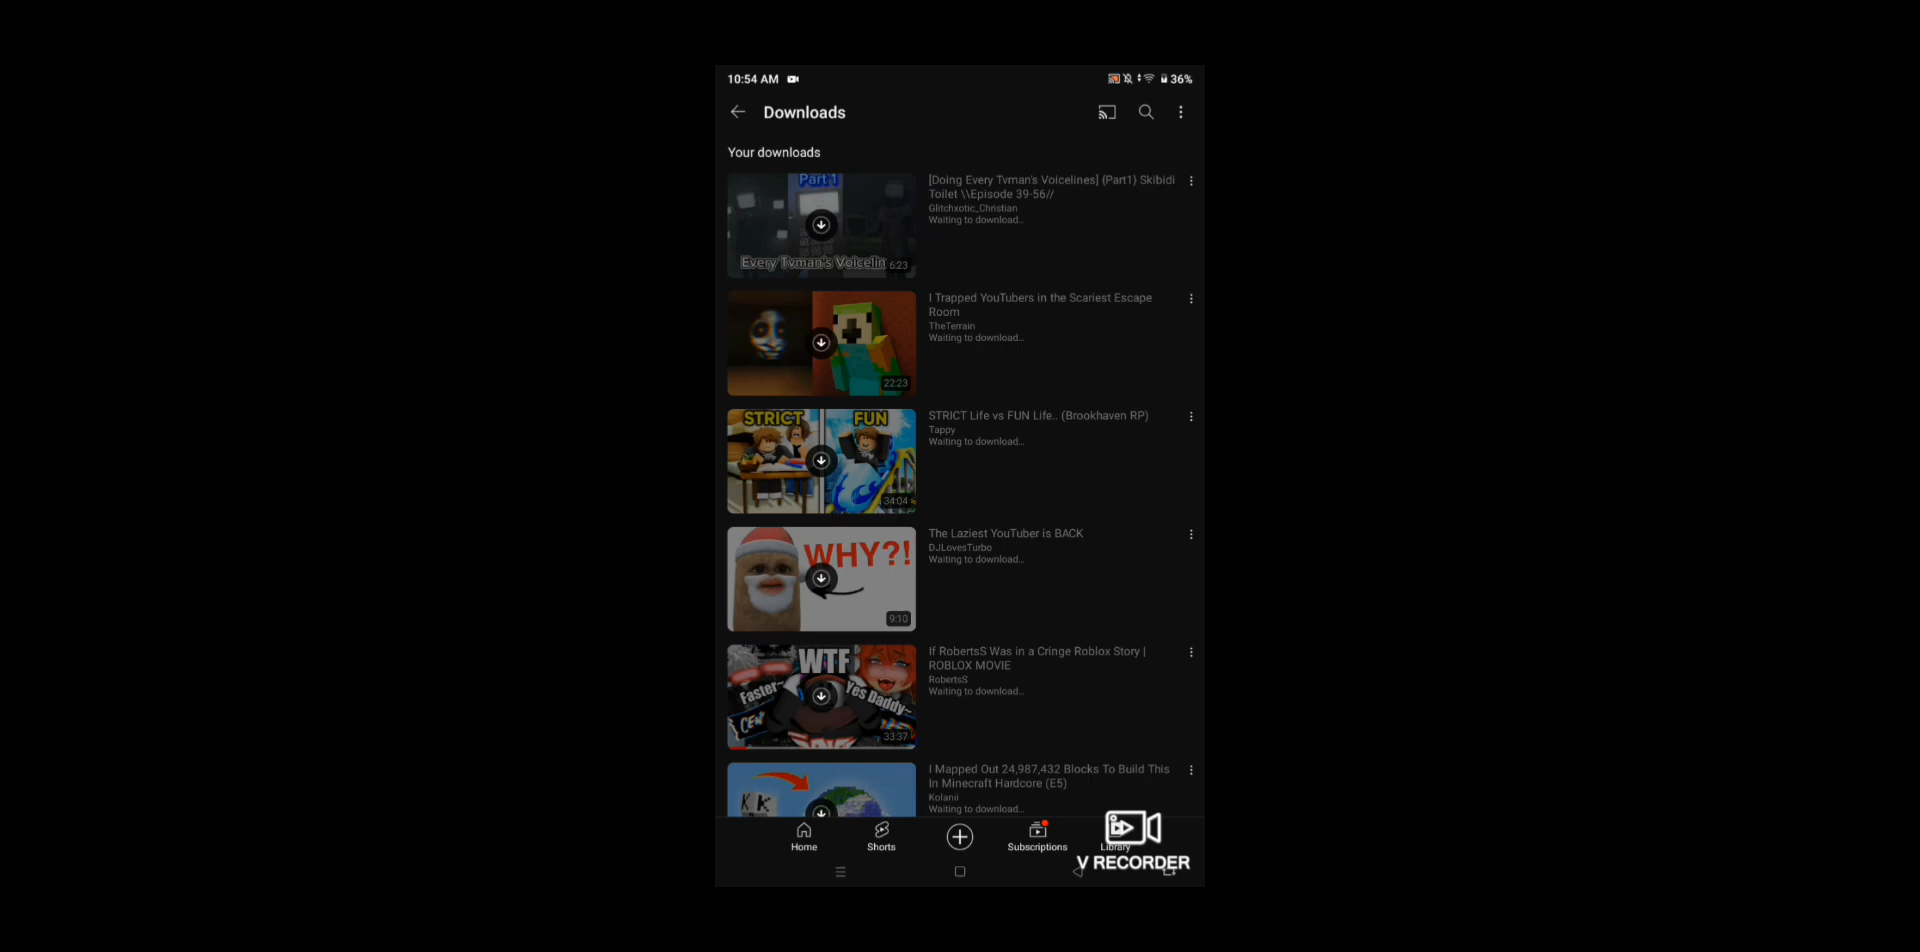 10:54 AM
36%
Downloads
Your downloads
Part 1
Every Tvman's Voicelin
6:23
[Doing Every Tvman's Voicelines] (Part1) Skibidi
Toilet \\Episode 39-56//
Glitchxotic_Christian
Waiting to download...
22:23
I Trapped YouTubers in the Scariest Escape
Room
TheTerrain
Waiting to download...
STRICT
FUN
34:04
STRICT Life vs FUN Life.. (Brookhaven RP)
Tappy
Waiting to download...
WHY?!
9:10
The Laziest YouTuber is BACK
DJLovesTurbo
Waiting to download...
WTF
Faster~
Yes Daddy~
33:37
If RobertsS Was in a Cringe Roblox Story |
ROBLOX MOVIE
RobertsS
Waiting to download...
K K
I Mapped Out 24,987,432 Blocks To Build This
In Minecraft Hardcore (E5)
Kolanii
Waiting to download...
Home
Shorts
Subscriptions
Library
V RECORDER